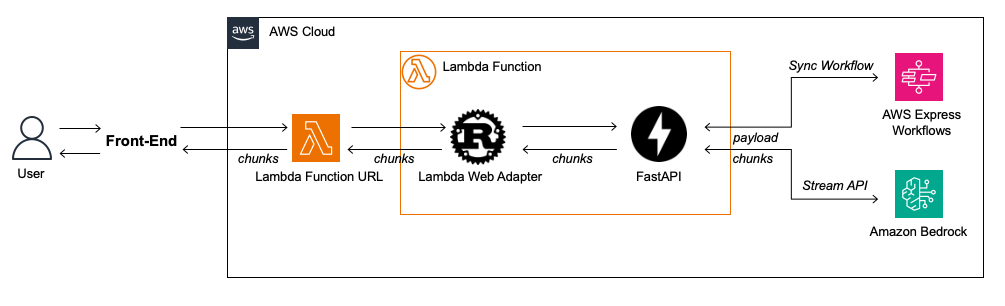 aws
AWS Cloud
Lambda Function
Sync Workflow
AWS Express
Workflows
User
Front-End
chunks
Lambda Function URL
chunks
R
Lambda Web Adapter
chunks
FastAPI
payload
chunks
Stream API
Amazon Bedrock